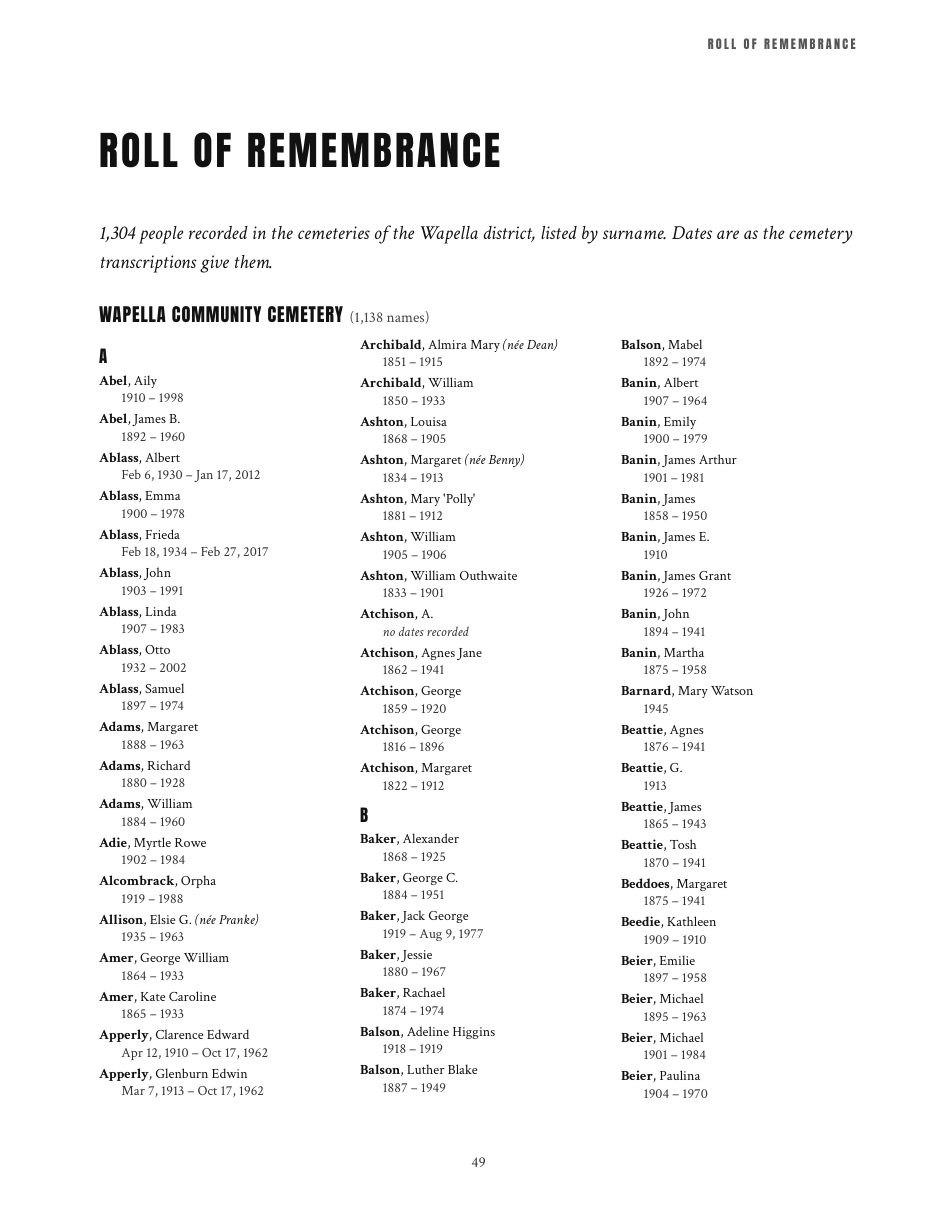 ROLL OF REMEMBRANCE
ROLL OF REMEMBRANCE
1,304 people recorded in the cemeteries of the Wapella district, listed by surname. Dates are as the cemetery
transcriptions give them.
WAPELLA COMMUNITY CEMETERY (1,138 names)
A
Abel, Aily
1910 – 1998
Abel, James B.
1892 – 1960
Ablass, Albert
Feb 6, 1930 – Jan 17, 2012
Ablass, Emma
1900 – 1978
Ablass, Frieda
Feb 18, 1934 – Feb 27, 2017
Ablass, John
1903 – 1991
Ablass, Linda
1907 – 1983
Ablass, Otto
1932 – 2002
Ablass, Samuel
1897 – 1974
Adams, Margaret
1888 – 1963
Adams, Richard
1880 – 1928
Adams, William
1884 – 1960
Adie, Myrtle Rowe
1902 – 1984
Alcombrack, Orpha
1919 – 1988
Allison, Elsie G. (née Pranke)
1935 – 1963
Amer, George William
1864 – 1933
Amer, Kate Caroline
1865 – 1933
Apperly, Clarence Edward
Apr 12, 1910 – Oct 17, 1962
Apperly, Glenburn Edwin
Mar 7, 1913 – Oct 17, 1962
Archibald, Almira Mary (née Dean)
1851 – 1915
Archibald, William
1850 – 1933
Ashton, Louisa
1868 – 1905
Ashton, Margaret (née Benny)
1834 – 1913
Ashton, Mary 'Polly'
1881 – 1912
Ashton, William
1905 – 1906
Ashton, William Outhwaite
1833 – 1901
Atchison, A.
no dates recorded
Atchison, Agnes Jane
1862 – 1941
Atchison, George
1859 – 1920
Atchison, George
1816 – 1896
Atchison, Margaret
1822 – 1912
B
Baker, Alexander
1868 – 1925
Baker, George C.
1884 – 1951
Baker, Jack George
1919 – Aug 9, 1977
Baker, Jessie
1880 – 1967
Baker, Rachael
1874 – 1974
Balson, Adeline Higgins
1918 – 1919
Balson, Luther Blake
1887 – 1949
Balson, Mabel
1892 – 1974
Banin, Albert
1907 – 1964
Banin, Emily
1900 – 1979
Banin, James Arthur
1901 – 1981
Banin, James
1858 – 1950
Banin, James E.
1910
Banin, James Grant
1926 – 1972
Banin, John
1894 – 1941
Banin, Martha
1875 – 1958
Barnard, Mary Watson
1945
Beattie, Agnes
1876 – 1941
Beattie, G.
1913
Beattie, James
1865 – 1943
Beattie, Tosh
1870 – 1941
Beddoes, Margaret
1875 – 1941
Beedie, Kathleen
1909 – 1910
Beier, Emilie
1897 – 1958
Beier, Michael
1895 – 1963
Beier, Michael
1901 – 1984
Beier, Paulina
1904 – 1970
49